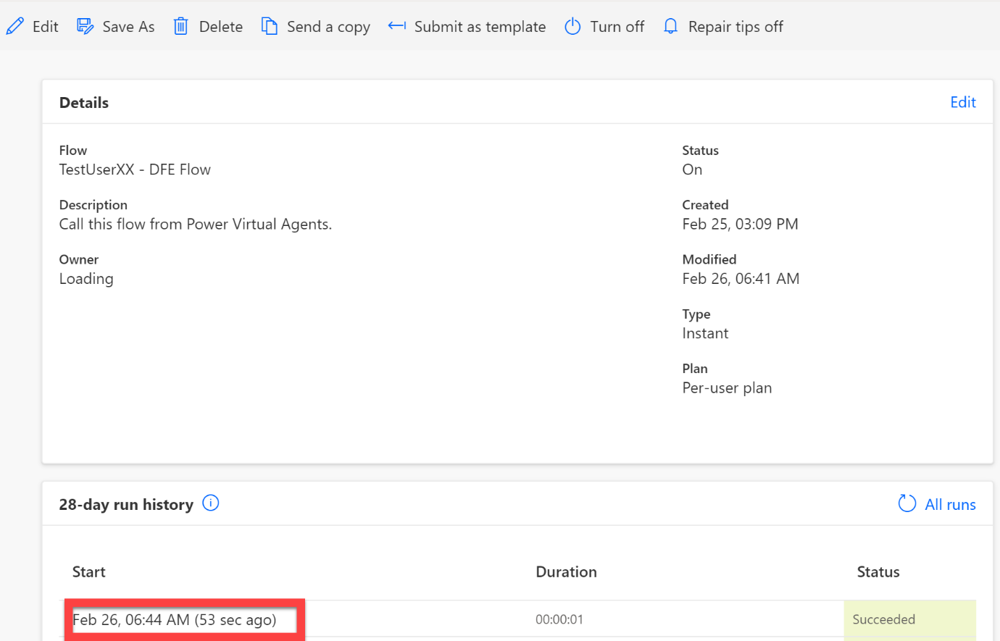 Edit Save As Delete Send a copy Submit as template Turn off Repair tips off
Details Edit
Flow
TestUserXX - DFE Flow
Description
Call this flow from Power Virtual Agents.
Owner
Loading
Status
On
Created
Feb 25, 03:09 PM
Modified
Feb 26, 06:41 AM
Type
Instant
Plan
Per-user plan
28-day run history All runs
Start Duration Status
Feb 26, 06:44 AM (53 sec ago) 00:00:01 Succeeded